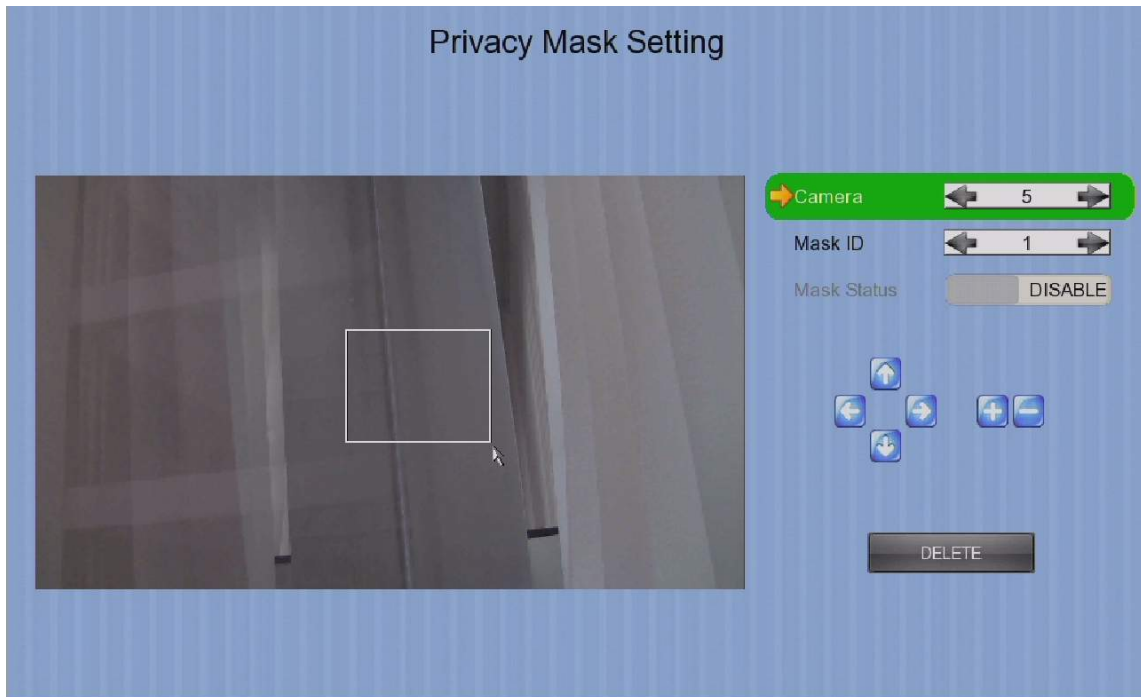 Privacy Mask Setting
Camera 5
Mask ID 1
Mask Status DISABLE
DELETE